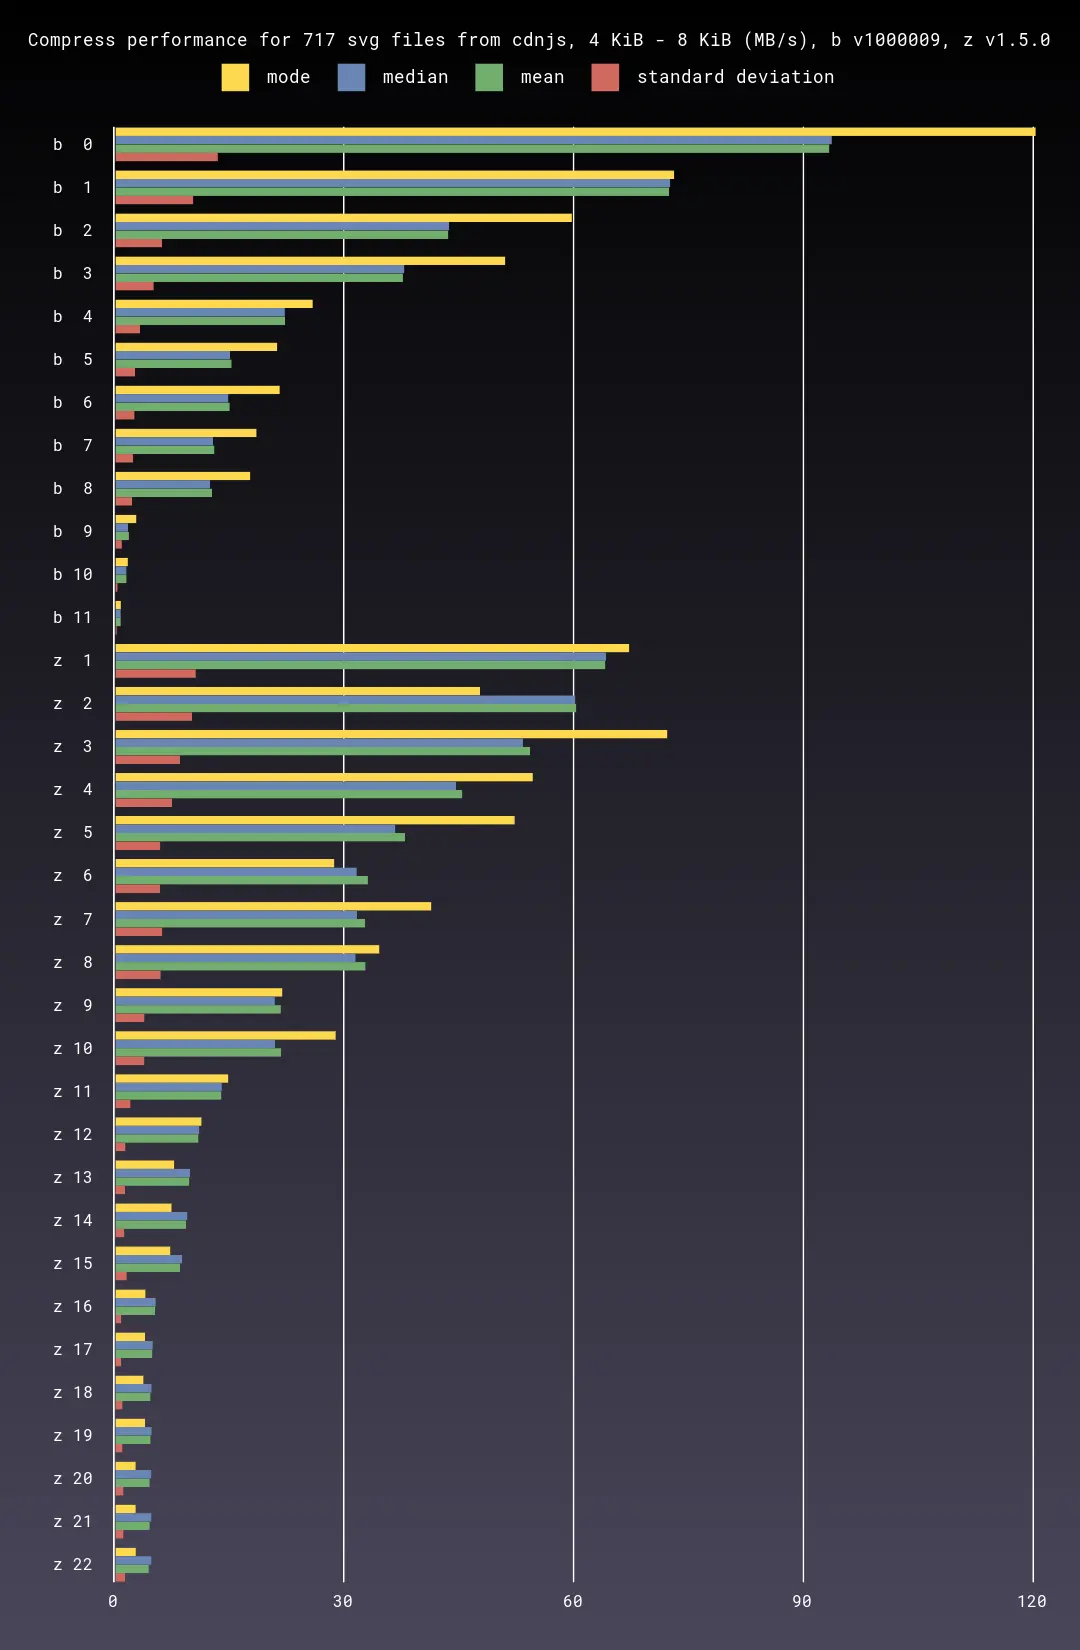 Compress performance for 717 svg files from cdnjs, 4 KiB - 8 KiB (MB/s), b v1000009, z v1.5.0
mode median mean standard deviation
b 0
b 1
b 2
b 3
b 4
b 5
b 6
b 7
b 8
b 9
b 10
b 11
z 1
z 2
z 3
z 4
z 5
z 6
z 7
z 8
z 9
z 10
z 11
z 12
z 13
z 14
z 15
z 16
z 17
z 18
z 19
z 20
z 21
z 22
0 30 60 90 120